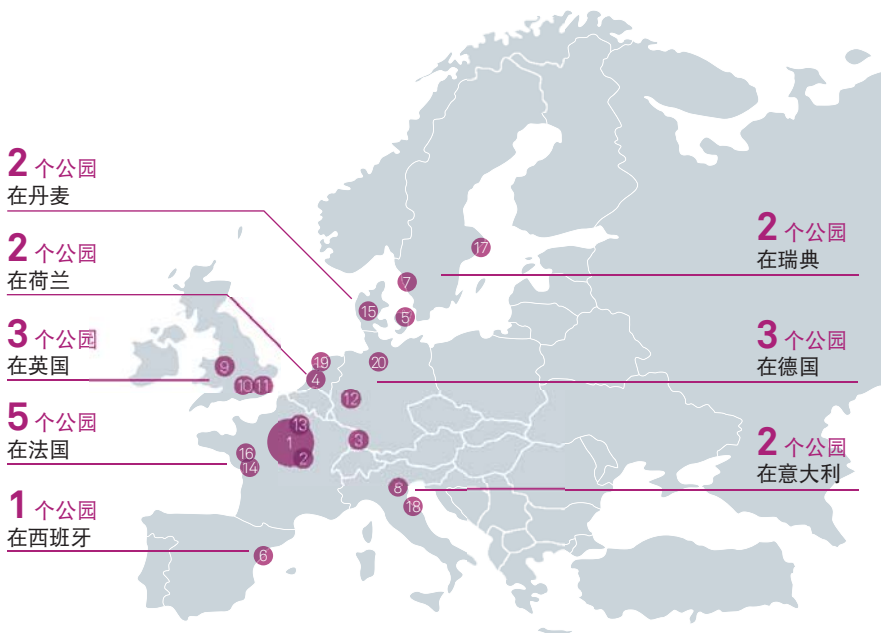 2 个公园
在丹麦
2 个公园
在荷兰
3 个公园
在英国
5 个公园
在法国
1 个公园
在西班牙
2 个公园
在瑞典
3 个公园
在德国
2 个公园
在意大利
17
7
15
5
9
19
20
10
11
4
12
13
1
3
16
2
14
8
18
6